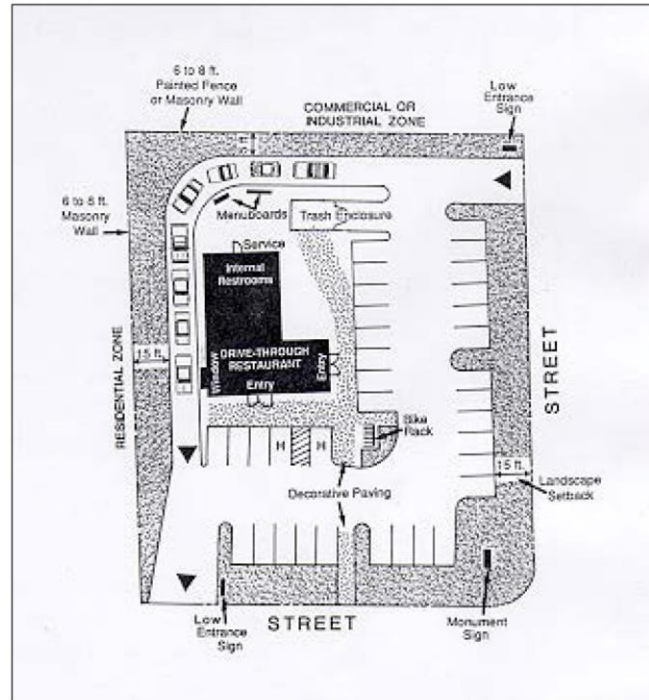 6 to 8 ft.
Painted Fence
or Masonry Wall
COMMERCIAL OR
INDUSTRIAL ZONE
Low
Entrance
Sign
ft.
6 to 8 ft.
Masonry
Wall
Menuboards
Trash Enclosure
Service
Internal
Restrooms
RESIDENTIAL ZONE
15 ft.
Window
DRIVE-THROUGH
RESTAURANT
Entry
Entry
STREET
Bike
Rack
H
H
15 ft.
Landscape
Setback
Decorative Paving
Low
Entrance
Sign
STREET
Monument
Sign